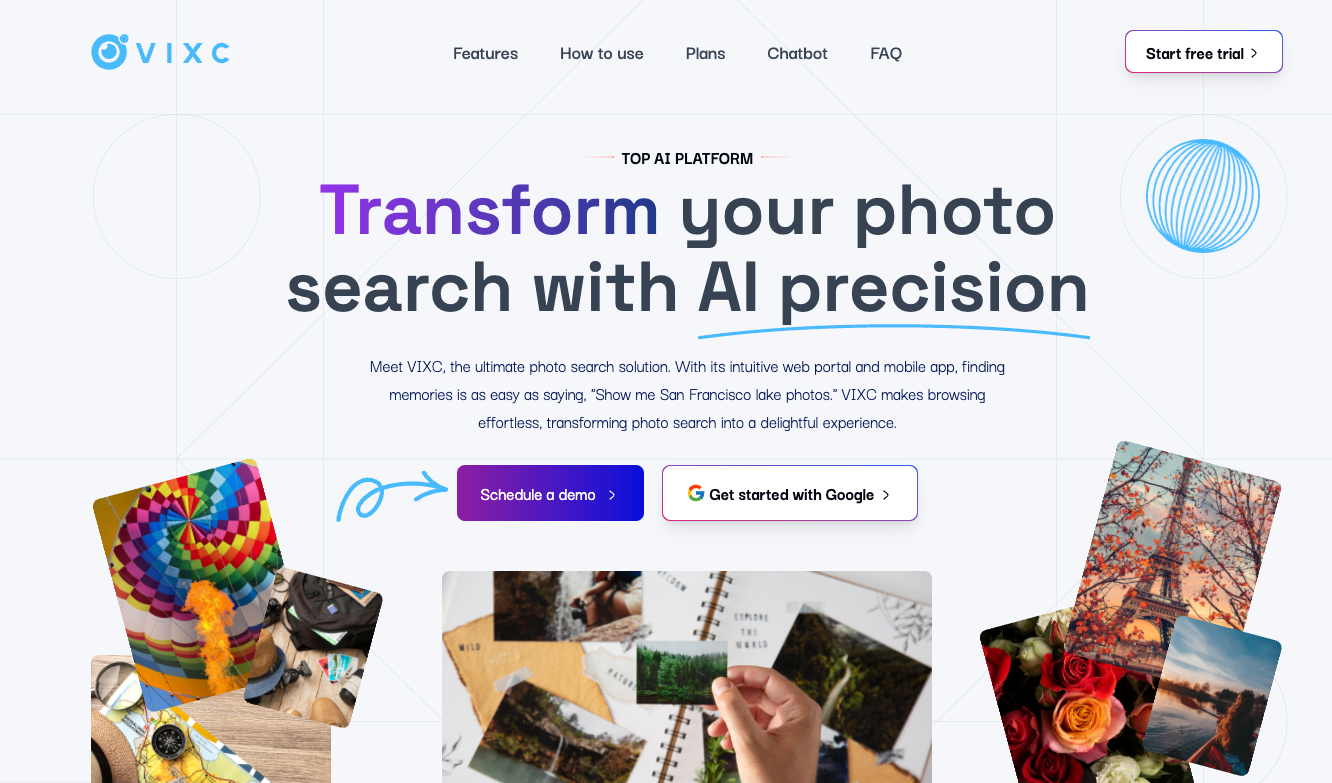 VIXC
Features
How to use
Plans
Chatbot
FAQ
Start free trial
TOP AI PLATFORM
Transform your photo
search with AI precision
Meet VIXC, the ultimate photo search solution. With its intuitive web portal and mobile app, finding
memories is as easy as saying, "Show me San Francisco lake photos." VIXC makes browsing
effortless, transforming photo search into a delightful experience.
Schedule a demo
Get started with Google
EXPLORE
THE
WORLD
WILD